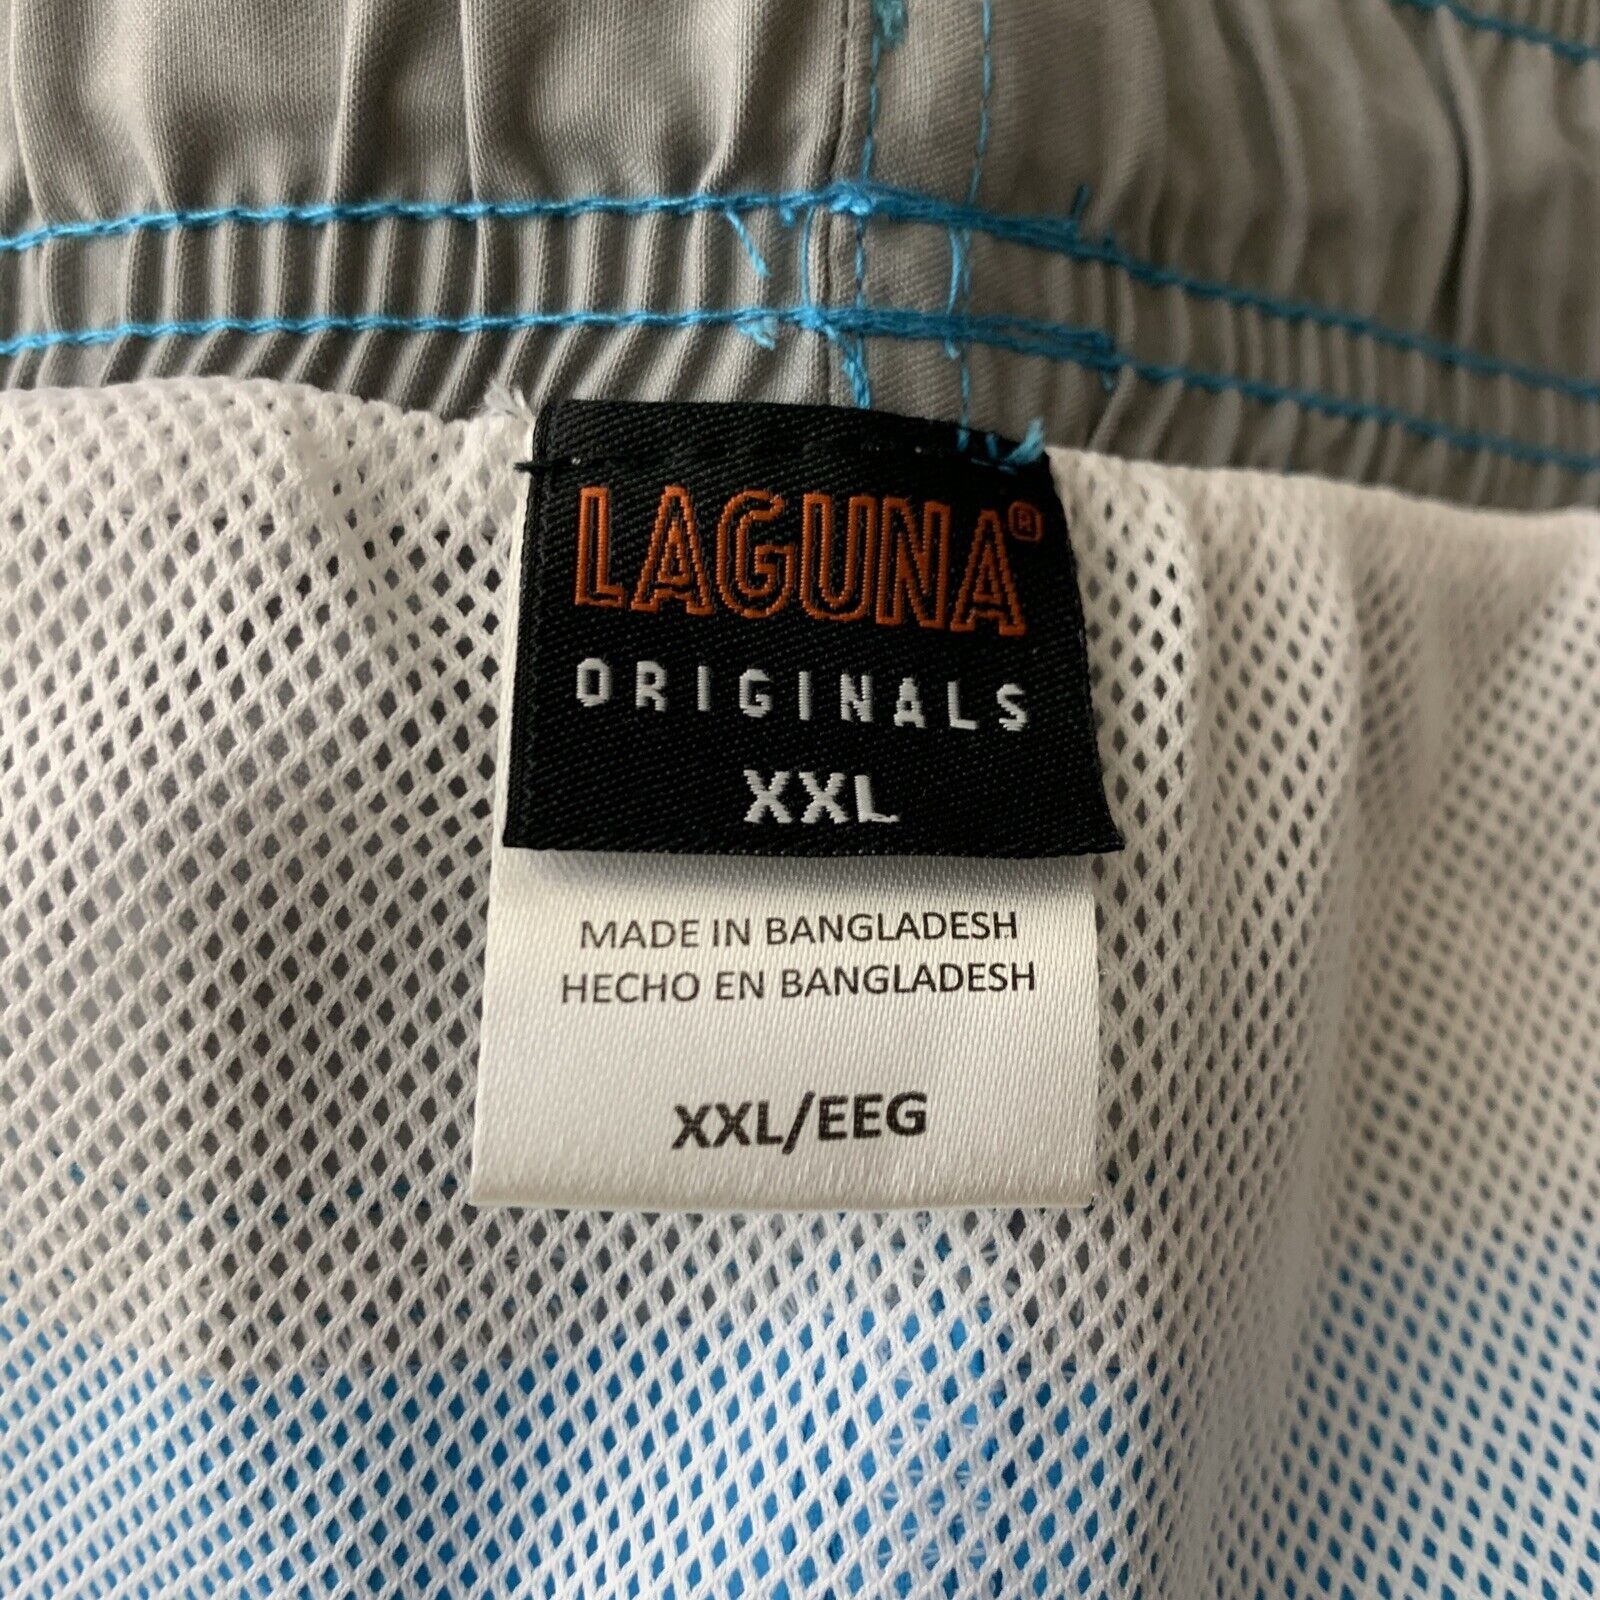 LAGUNA®
ORIGINALS
XXL
MADE IN BANGLADESH
HECHO EN BANGLADESH
XXL/EEG